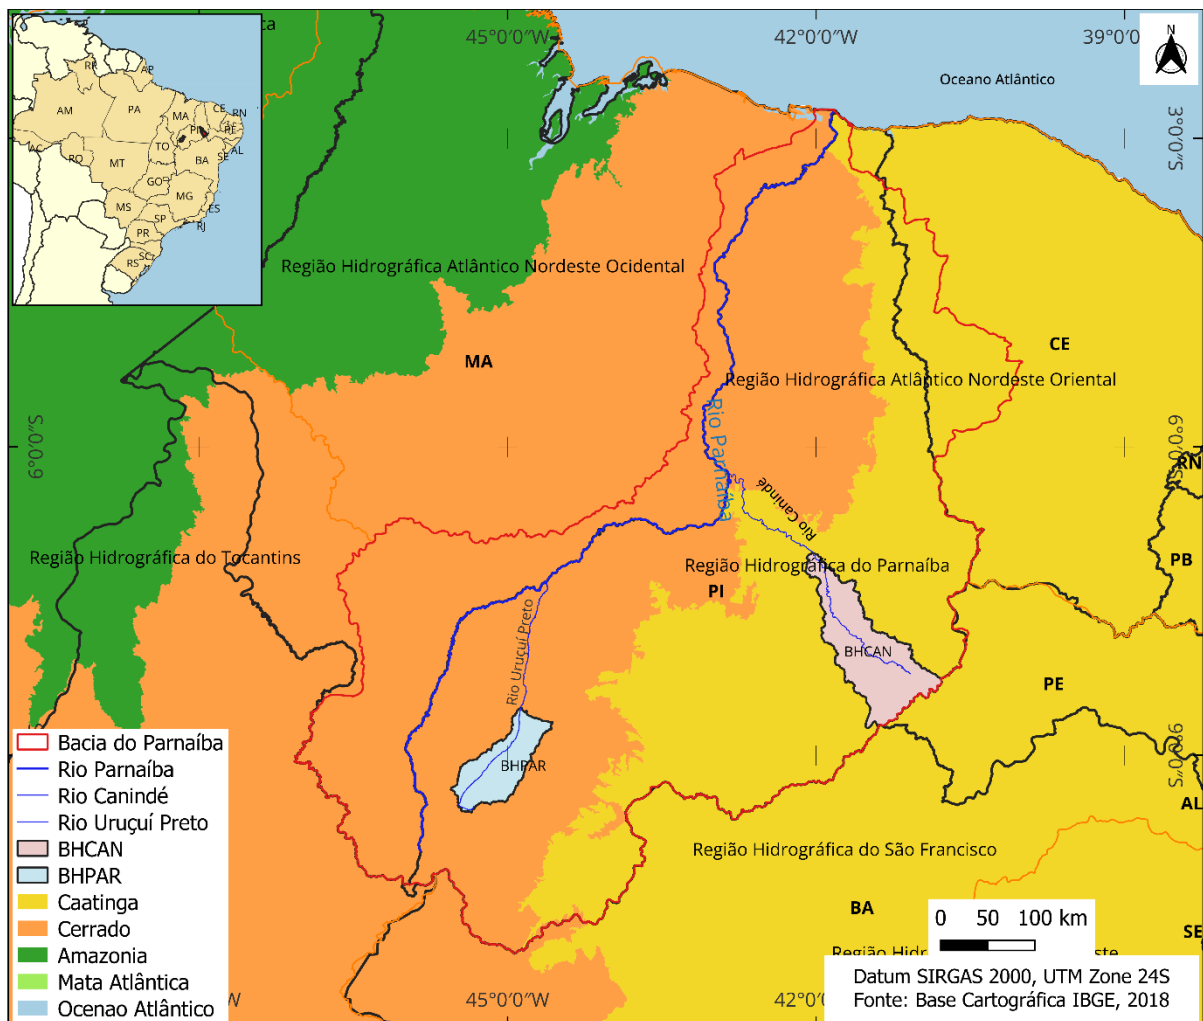 45°0′0″W
42°0′0″W
39°0′0
N
Oceano Atlântico
RR
AP
AM
PA
MA
CE
RN
PI
PB
PE
AC
RO
TO
AL
SE
MT
BA
GO
MG
MS
ES
SP
RJ
PR
SC
RS
3°0′0″S
Região Hidrográfica Atlântico Nordeste Ocidental
MA
CE
Região Hidrográfica Atlântico Nordeste Oriental
Rio Parnaíba
6°0′0″S
6°0′0″S
RN
Rio Canindé
Região Hidrográfica do Tocantins
Região Hidrográfica do Parnaíba
PB
PI
Rio Uruçuí Preto
BHCAN
PE
BHPAR
9°0′0″S
AL
Região Hidrográfica do São Francisco
BA
SE
Região Hidr
ste
Bacia do Parnaíba
Rio Parnaíba
Rio Canindé
Rio Uruçuí Preto
BHCAN
BHPAR
Caatinga
Cerrado
Amazonia
Mata Atlântica
Ocenao Atlântico
0 50 100 km
W
45°0′0″W
42°0′0″W
Datum SIRGAS 2000, UTM Zone 24S
Fonte: Base Cartográfica IBGE, 2018